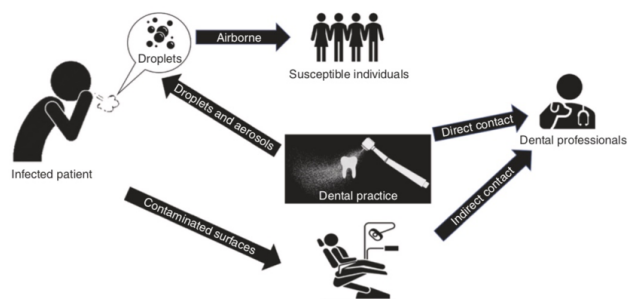 Droplets
Airborne
Susceptible individuals
Infected patient
Droplets and aerosols
Dental practice
Direct contact
Dental professionals
Indirect contact
Contaminated surfaces